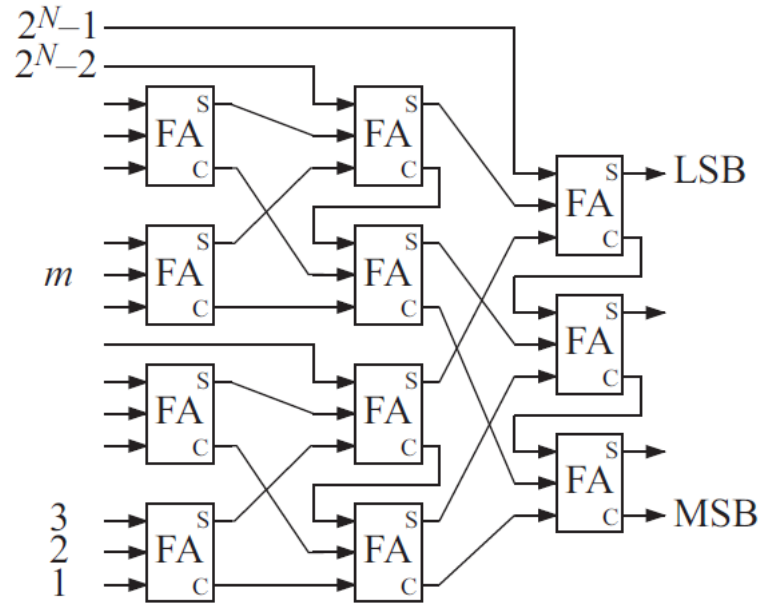 2^N–1
2^N–2
S S
FA FA
C C
S LSB
FA
C
S S
m FA FA
C C
S
FA
C
S S
FA FA
C C
S
FA
C MSB
3 S S
2 FA FA
1 C C